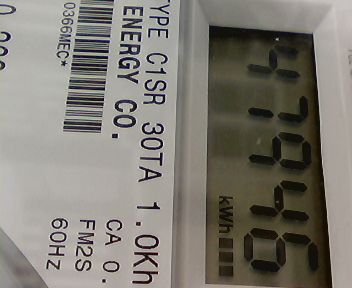 47946
kWh
TYPE C1SR 30TA 1.0Kh
ENERGY CO. CA 0.
FM2S
0366MEC* 60HZ